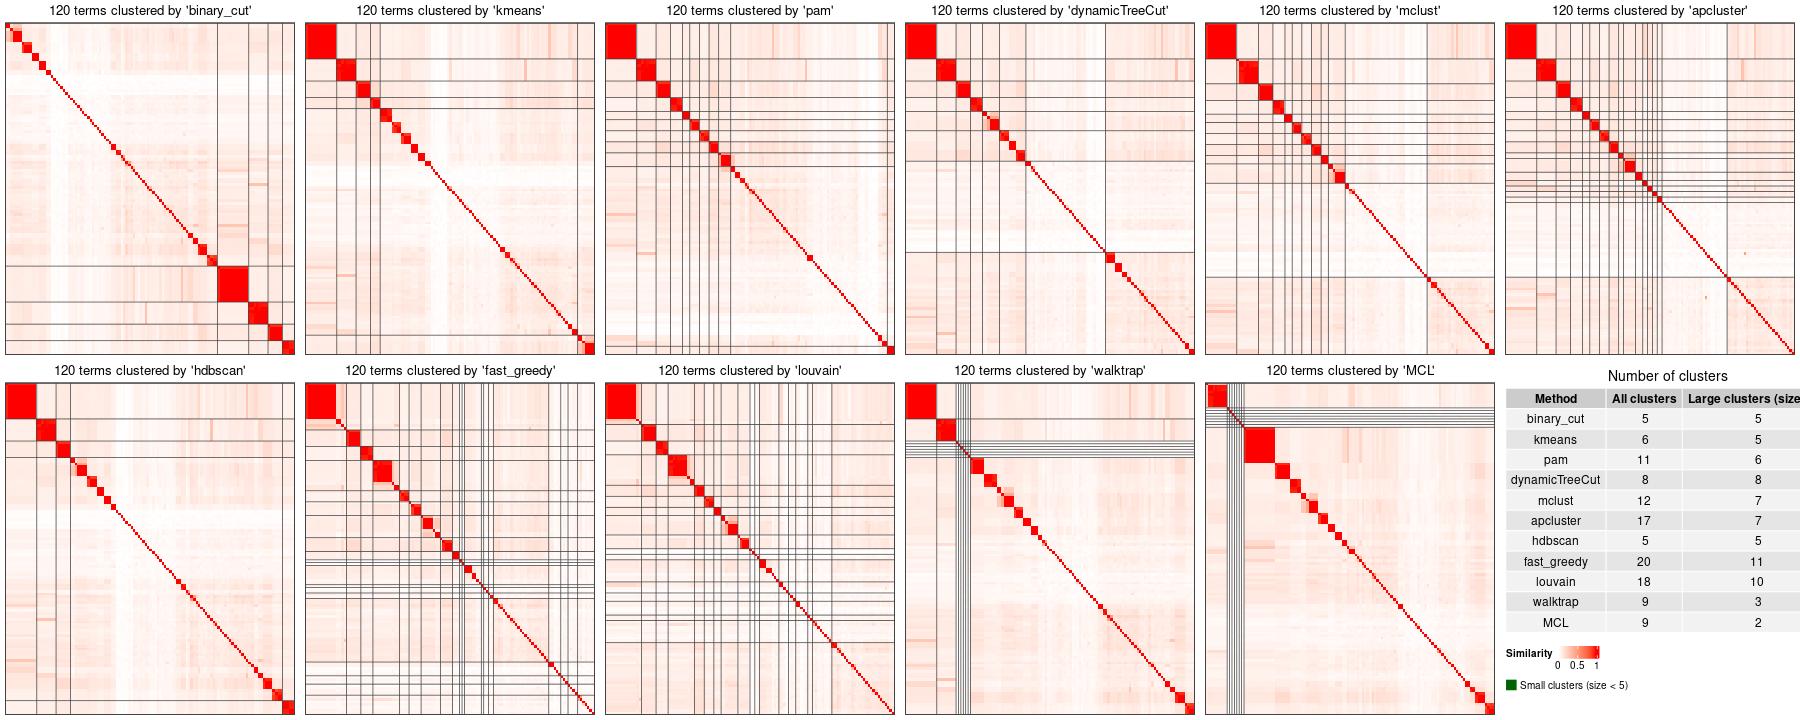 120 terms clustered by 'binary_cut'
120 terms clustered by 'kmeans'
120 terms clustered by 'pam'
120 terms clustered by 'dynamicTreeCut'
120 terms clustered by 'mclust'
120 terms clustered by 'apcluster'
120 terms clustered by 'hdbscan'
120 terms clustered by 'fast_greedy'
120 terms clustered by 'louvain'
120 terms clustered by 'walktrap'
120 terms clustered by 'MCL'
Number of clusters
Method All clusters Large clusters (size
binary_cut 5 5
kmeans 6 5
pam 11 6
dynamicTreeCut 8 8
mclust 12 7
apcluster 17 7
hdbscan 5 5
fast_greedy 20 11
louvain 18 10
walktrap 9 3
MCL 9 2
Similarity
0 0.5 1
Small clusters (size < 5)